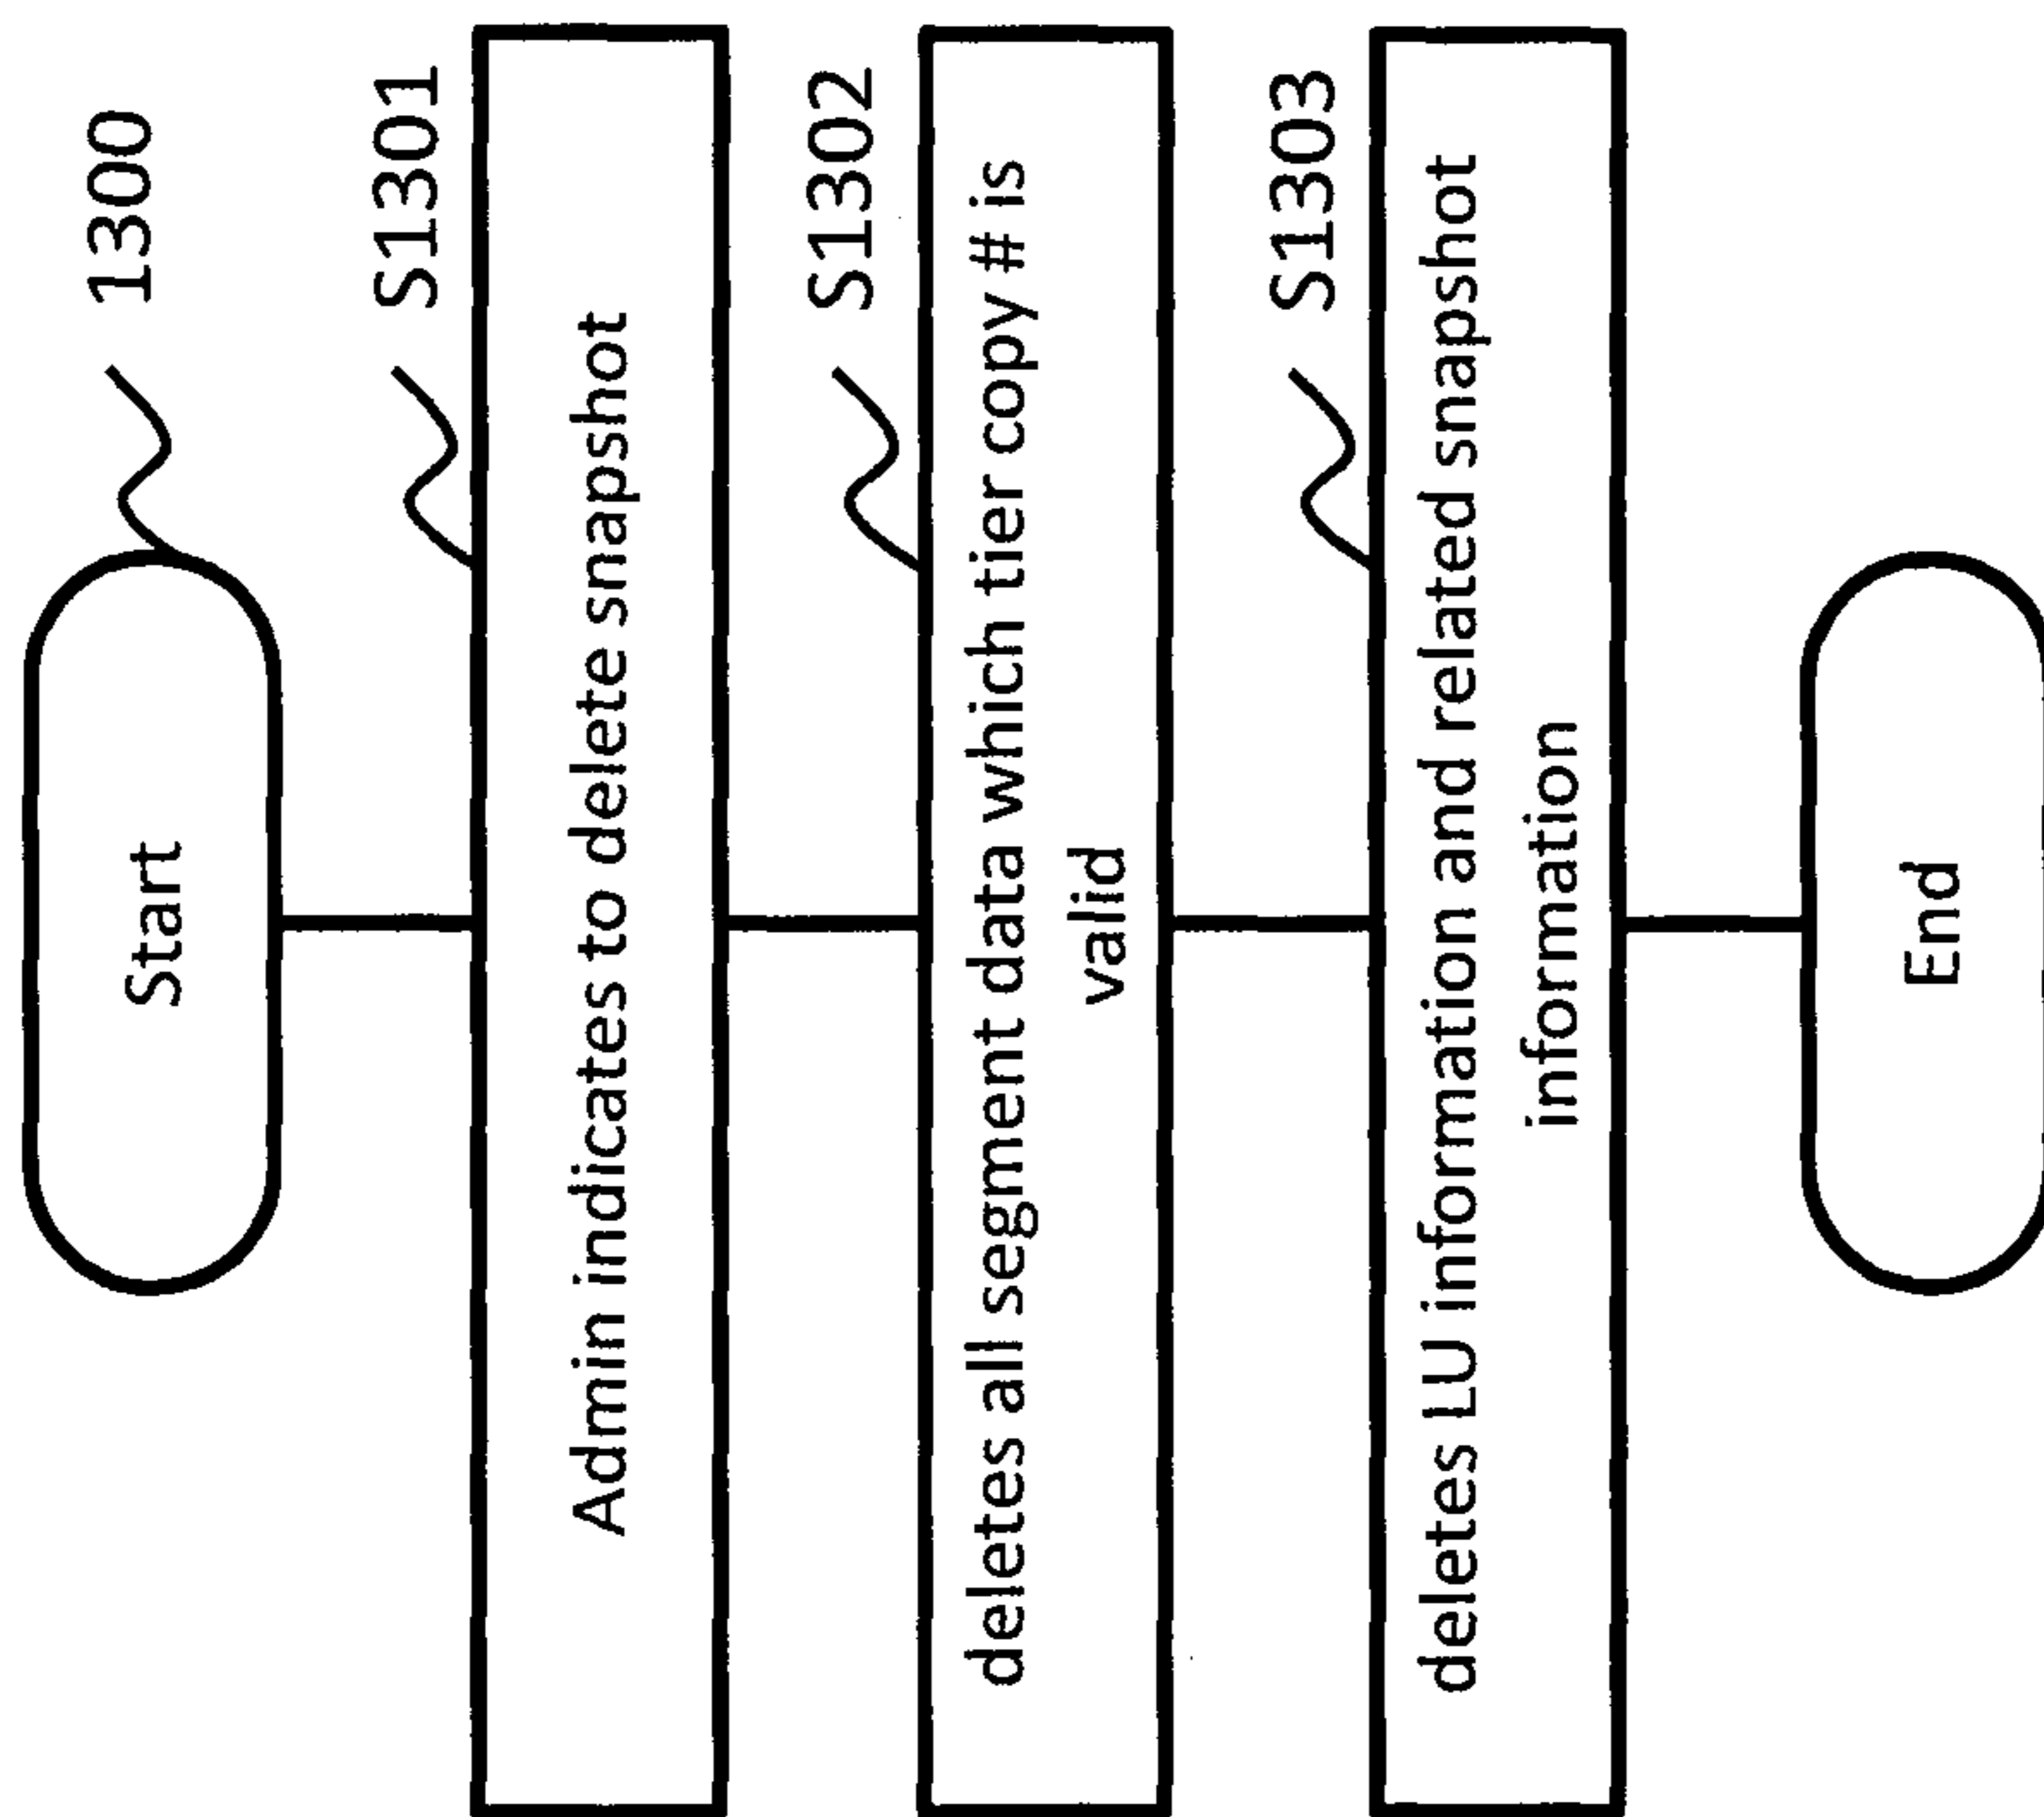 Start
1300
Admin indicates to delete snapshot
S1301
deletes all segment data which tier copy # is
valid
S1302
deletes LU information and related snapshot
information
S1303
End